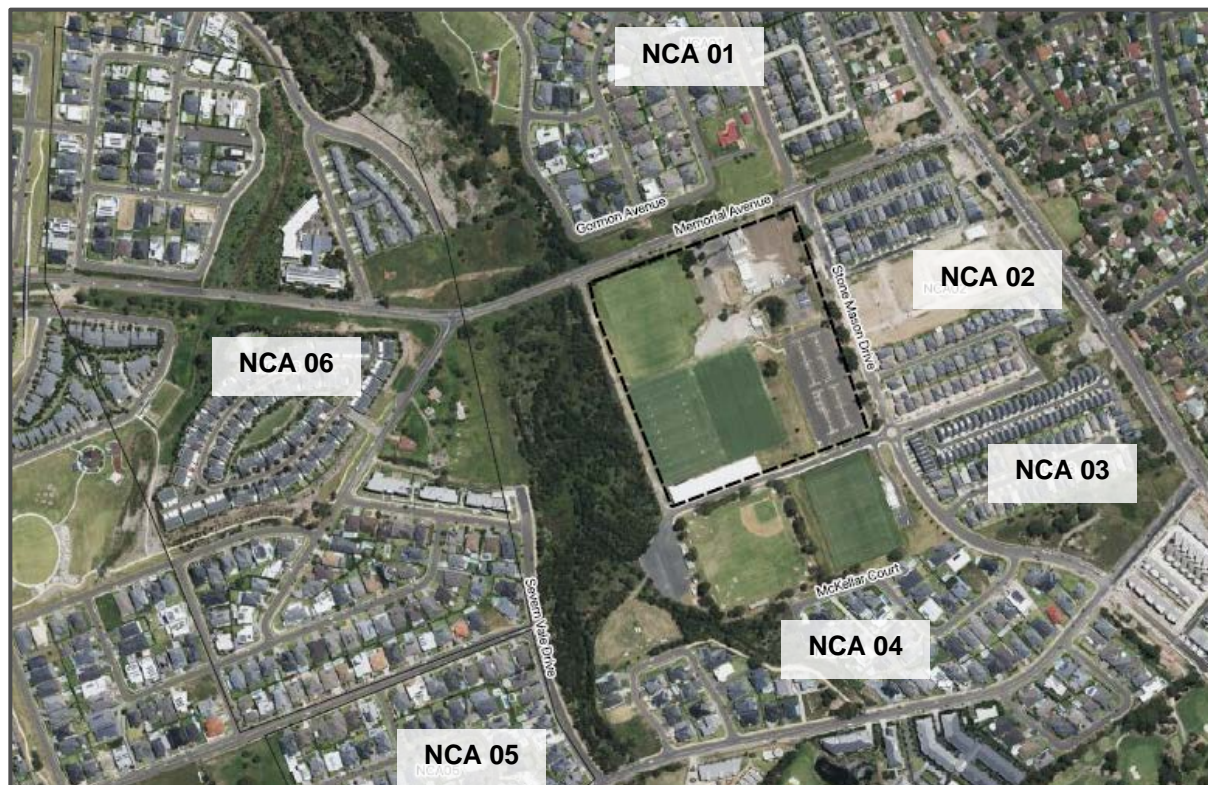 NCA 01
Gormon Avenue
Memorial Avenue
Stone Mason Drive
NCA 02
NCA02
NCA 06
NCA 03
McKellar Court
NCA 04
Severn Vale Drive
NCA 05